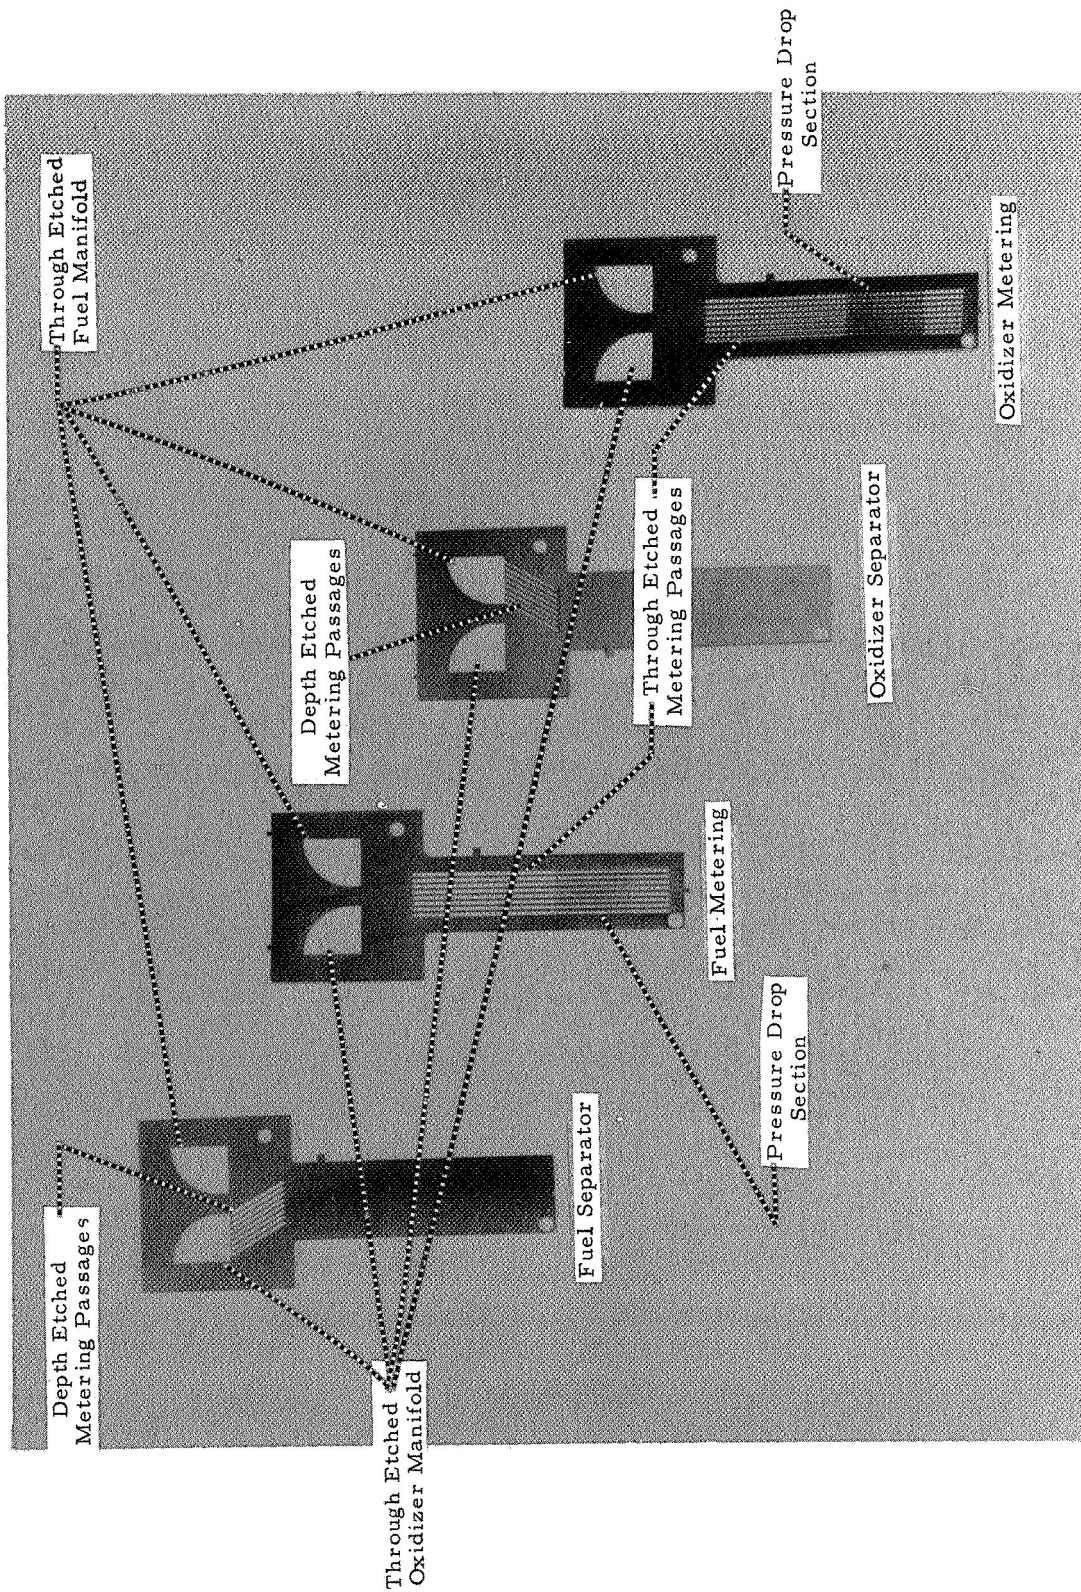 Depth Etched
Metering Passages
Through Etched
Fuel Manifold
Through Etched
Oxidizer Manifold
Depth Etched
Metering Passages
Fuel Separator
Fuel Metering
Through Etched
Metering Passages
Oxidizer Separator
Pressure Drop
Section
Pressure Drop
Section
Oxidizer Metering